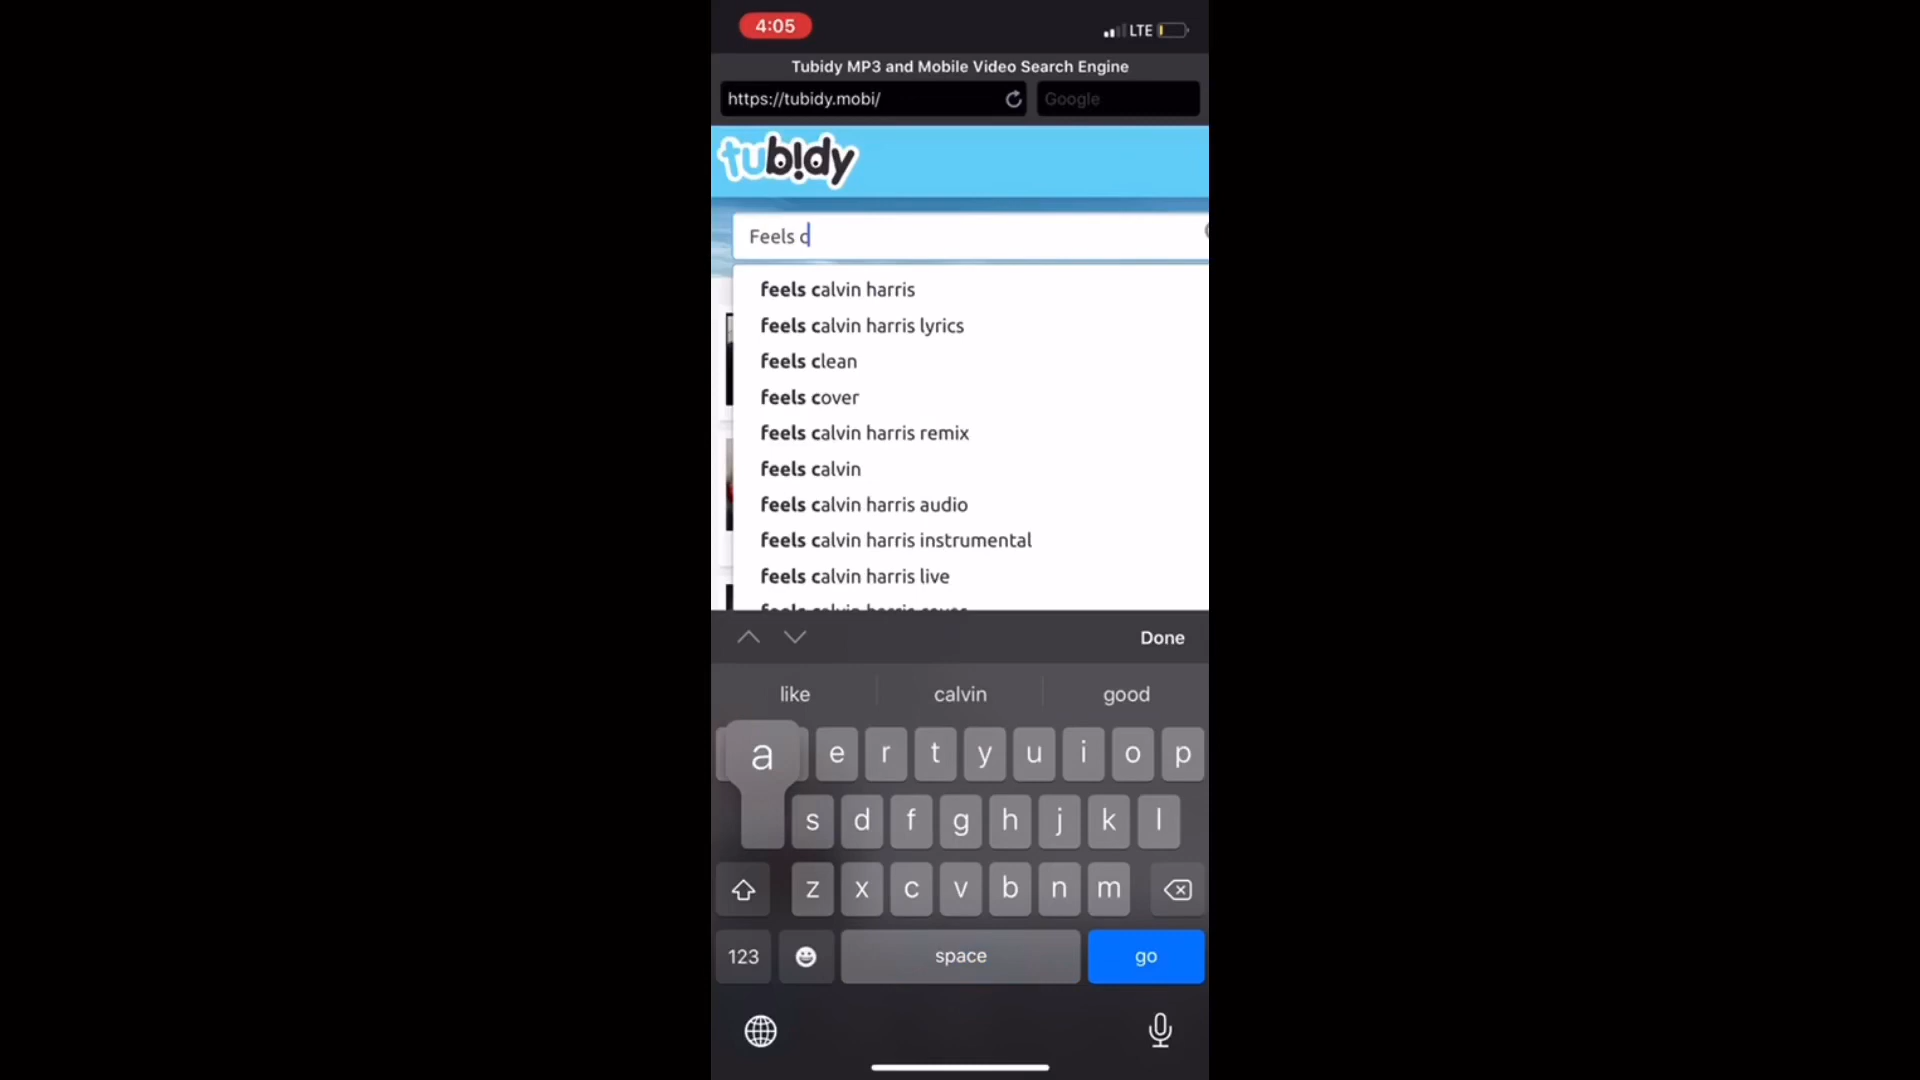 4:05
LTE
Tubidy MP3 and Mobile Video Search Engine
https://tubidy.mobi/
Google
tubidy
Feels c
feels calvin harris
feels calvin harris lyrics
feels clean
feels cover
feels calvin harris remix
feels calvin
feels calvin harris audio
feels calvin harris instrumental
feels calvin harris live
Done
like calvin good
a e r t y u i o p
s d f g h j k l
z x c v b n m
123 space go